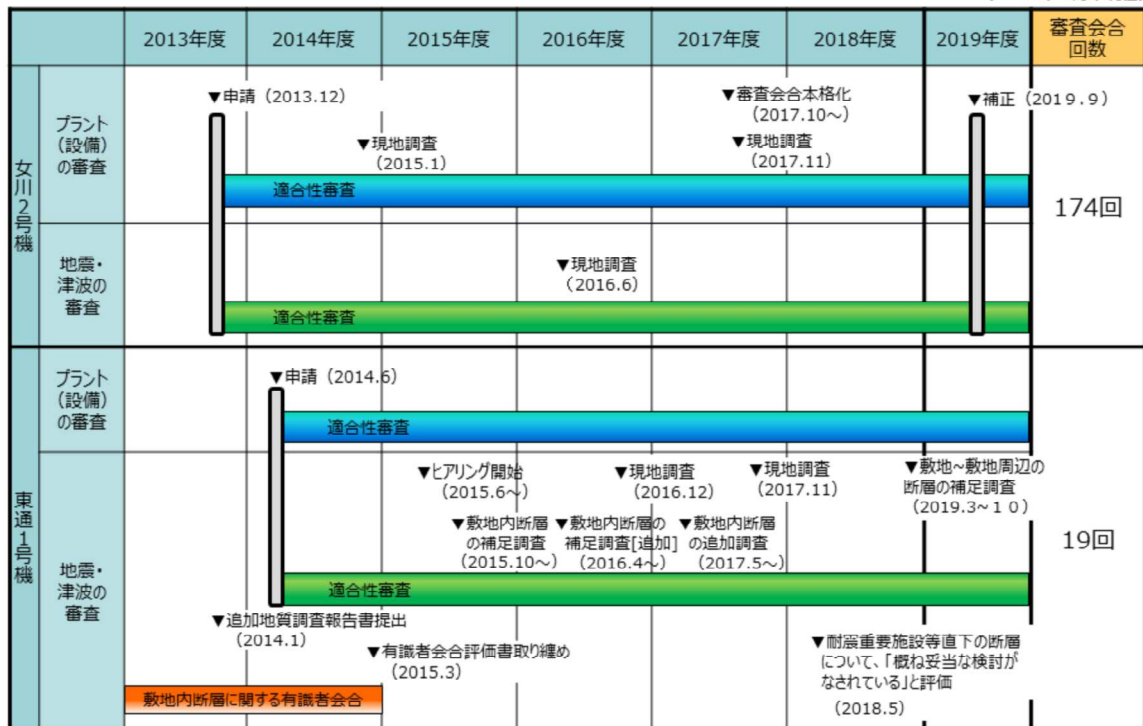 2013年度 2014年度 2015年度 2016年度 2017年度 2018年度 2019年度 審査会合
回数
女川2号機
プラント
(設備)
の審査
▼申請（2013.12）
▼現地調査
（2015.1）
▼審査会合本格化
（2017.10～）
▼現地調査
（2017.11）
▼補正（2019.9）
適合性審査
174回
地震・
津波の
審査
▼現地調査
（2016.6）
適合性審査
東通1号機
プラント
(設備)
の審査
▼申請（2014.6）
適合性審査
19回
地震・
津波の
審査
▼ヒアリング開始
（2015.6～）
▼現地調査
（2016.12）
▼現地調査
（2017.11）
▼敷地~敷地周辺の
断層の補足調査
（2019.3~10）
▼敷地内断層
の補足調査
（2015.10～）
▼敷地内断層の
補足調査[追加]
（2016.4～）
▼敷地内断層
の追加調査
（2017.5～）
適合性審査
▼追加地質調査報告書提出
（2014.1）
▼有識者会合評価書取り纏め
（2015.3）
▼耐震重要施設等直下の断層
について、「概ね妥当な検討が
なされている」と評価
（2018.5）
敷地内断層に関する有識者会合